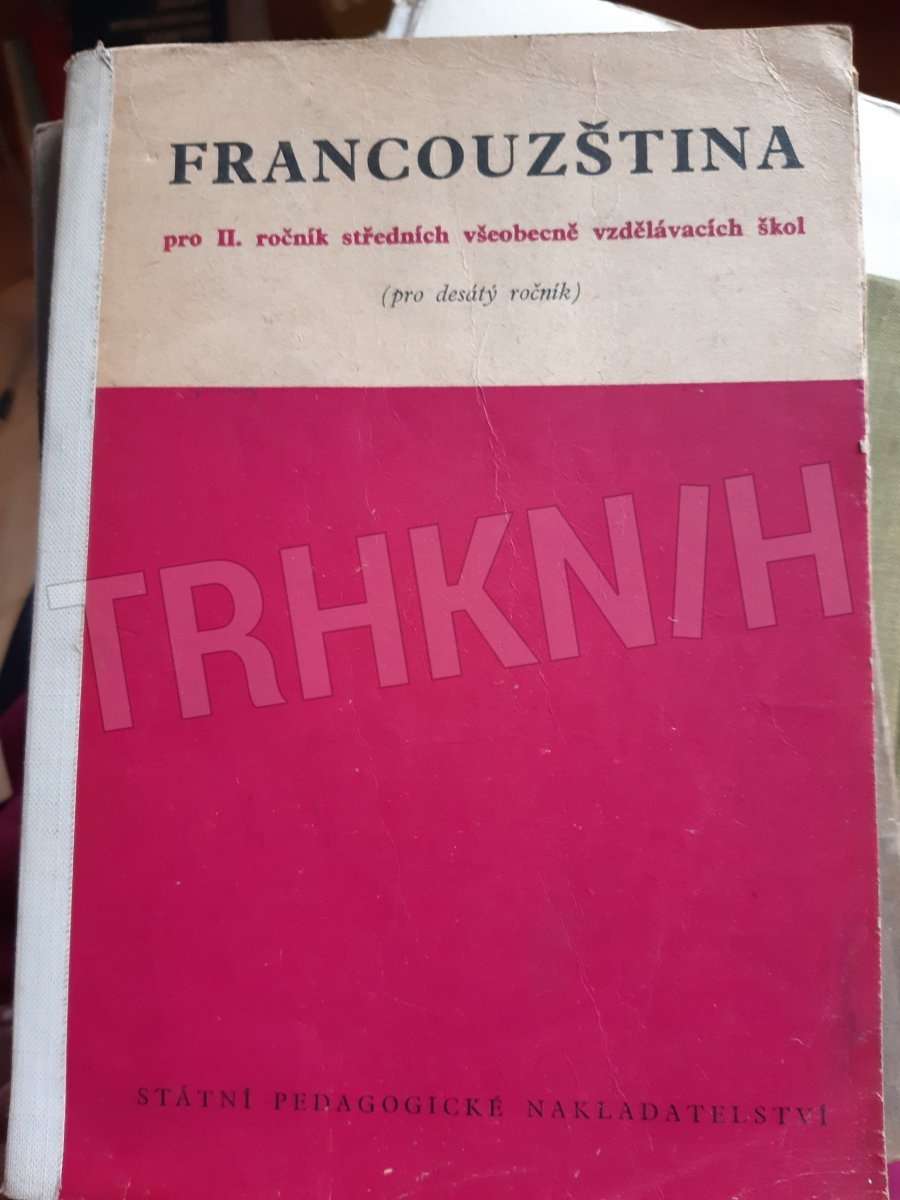 FRANCOUZŠTINA
pro II. ročník středních všeobecně vzdělávacích škol
(pro desátý ročník)
TRHKNIH
STÁTNÍ PEDAGOGICKÉ NAKLADATELSTVÍ